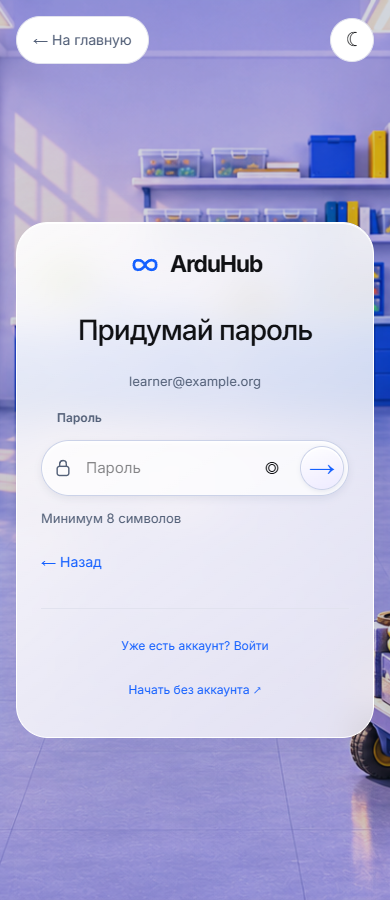 ← На главную
ArduHub
Придумай пароль
learner@example.org
Пароль
Пароль
→
Минимум 8 символов
← Назад
Уже есть аккаунт? Войти
Начать без аккаунта ↗